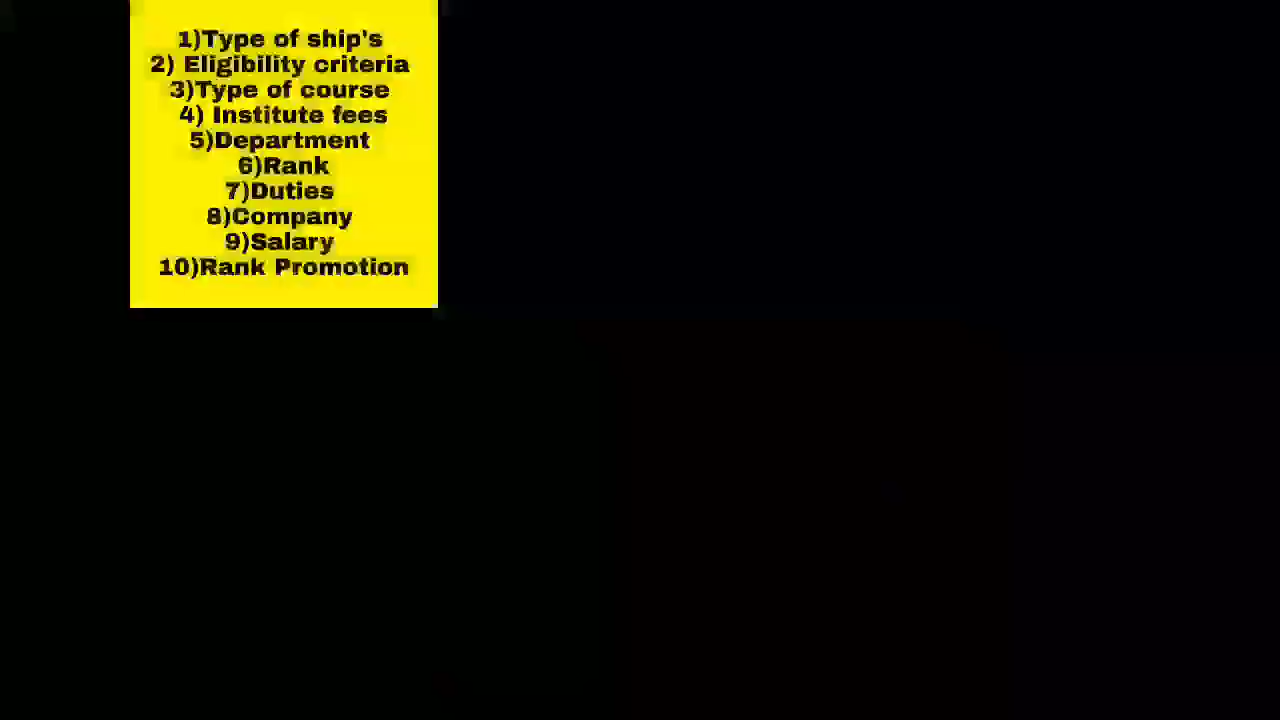 1)Type of ship's
2) Eligibility criteria
3)Type of course
4) Institute fees
5)Department
6)Rank
7)Duties
8)Company
9)Salary
10)Rank Promotion